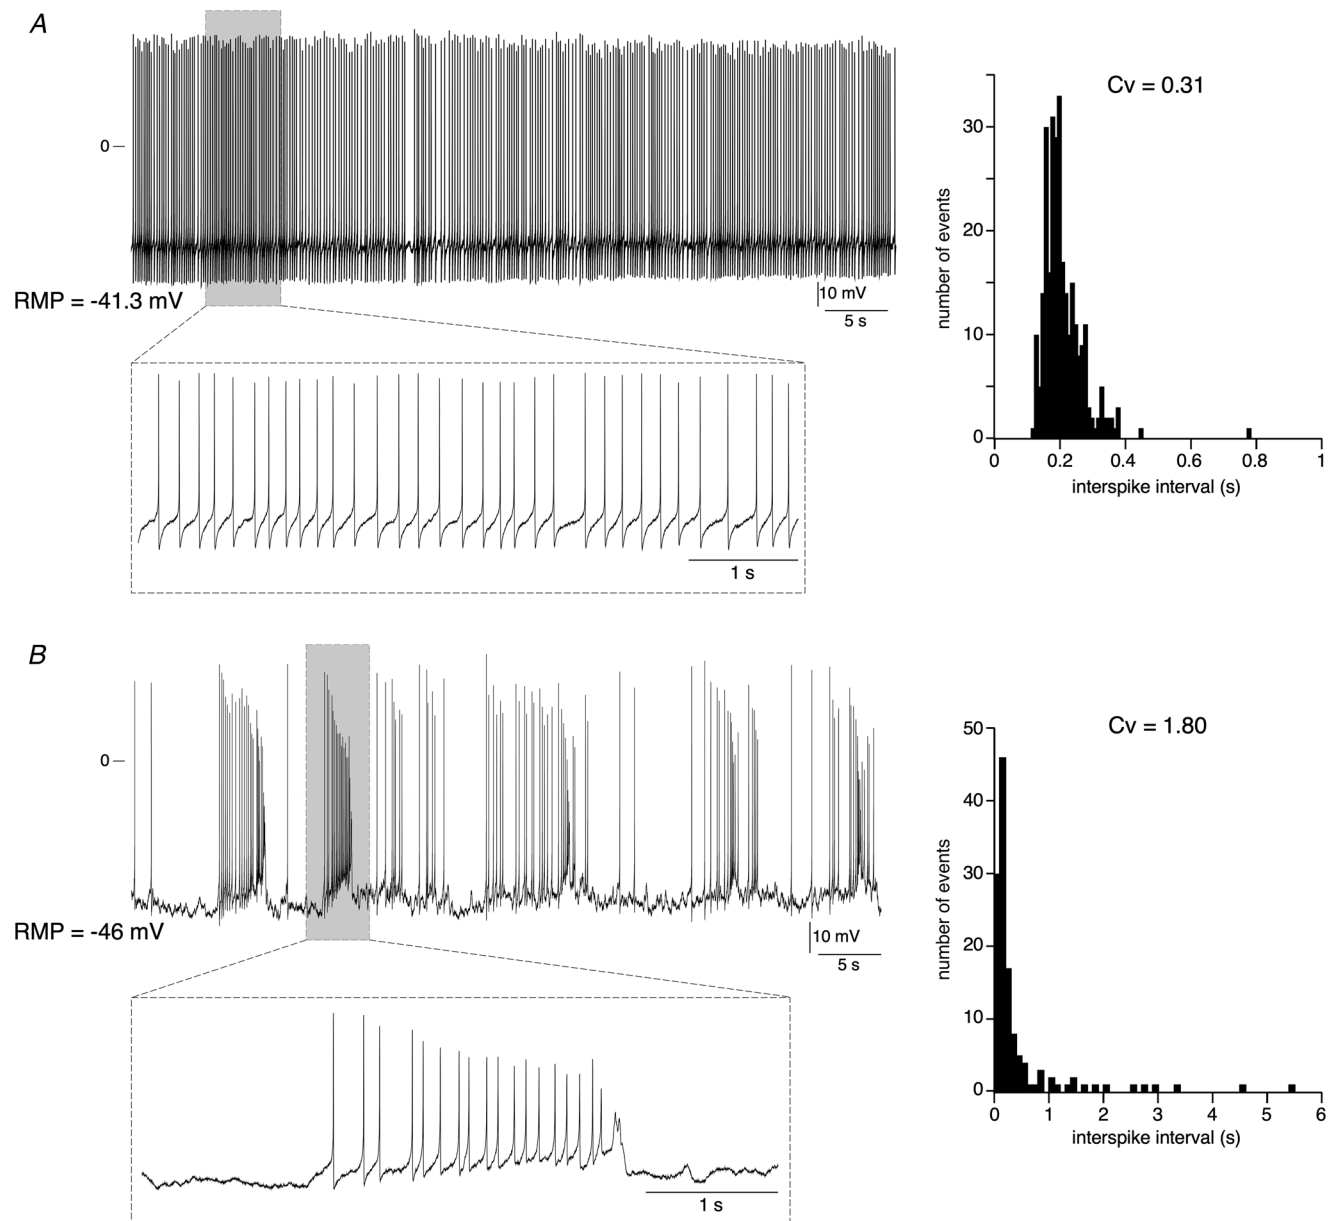 A
0
RMP = -41.3 mV
10 mV
5 s
1 s
Cv = 0.31
number of events
30
20
10
0
0 0.2 0.4 0.6 0.8 1
interspike interval (s)
B
0
RMP = -46 mV
10 mV
5 s
1 s
Cv = 1.80
number of events
50
40
30
20
10
0
0 1 2 3 4 5 6
interspike interval (s)